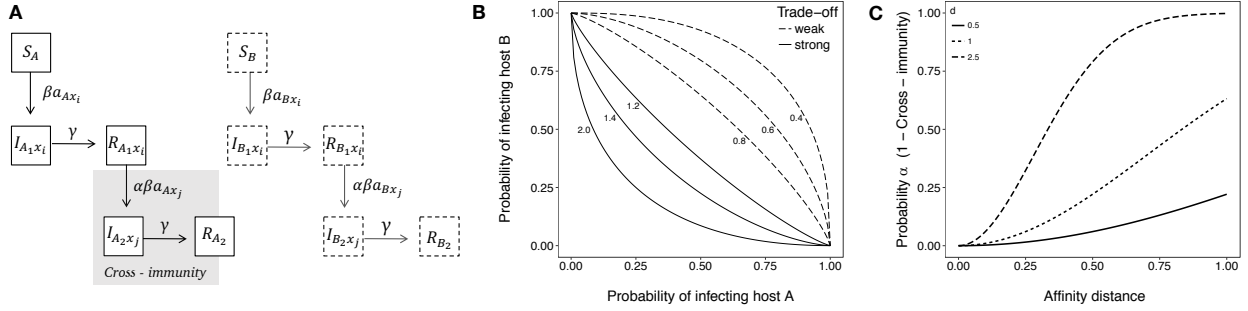 A
S_A
S_B
βa_{Ax_i}
βa_{Bx_i}
I_{A_1x_i}
γ
R_{A_1x_i}
I_{B_1x_i}
γ
R_{B_1x_i}
αβa_{Ax_j}
αβa_{Bx_j}
I_{A_2x_j}
γ
R_{A_2}
I_{B_2x_j}
γ
R_{B_2}
Cross - immunity
B
Probability of infecting host B
1.00
0.75
0.50
0.25
0.00
Trade-off
weak
strong
1.2
0.4
1.4
0.6
2.0
0.8
0.00 0.25 0.50 0.75 1.00
Probability of infecting host A
C
Probability α (1 − Cross − immunity)
1.00
0.75
0.50
0.25
0.00
d
0.5
1
2.5
0.00 0.25 0.50 0.75 1.00
Affinity distance